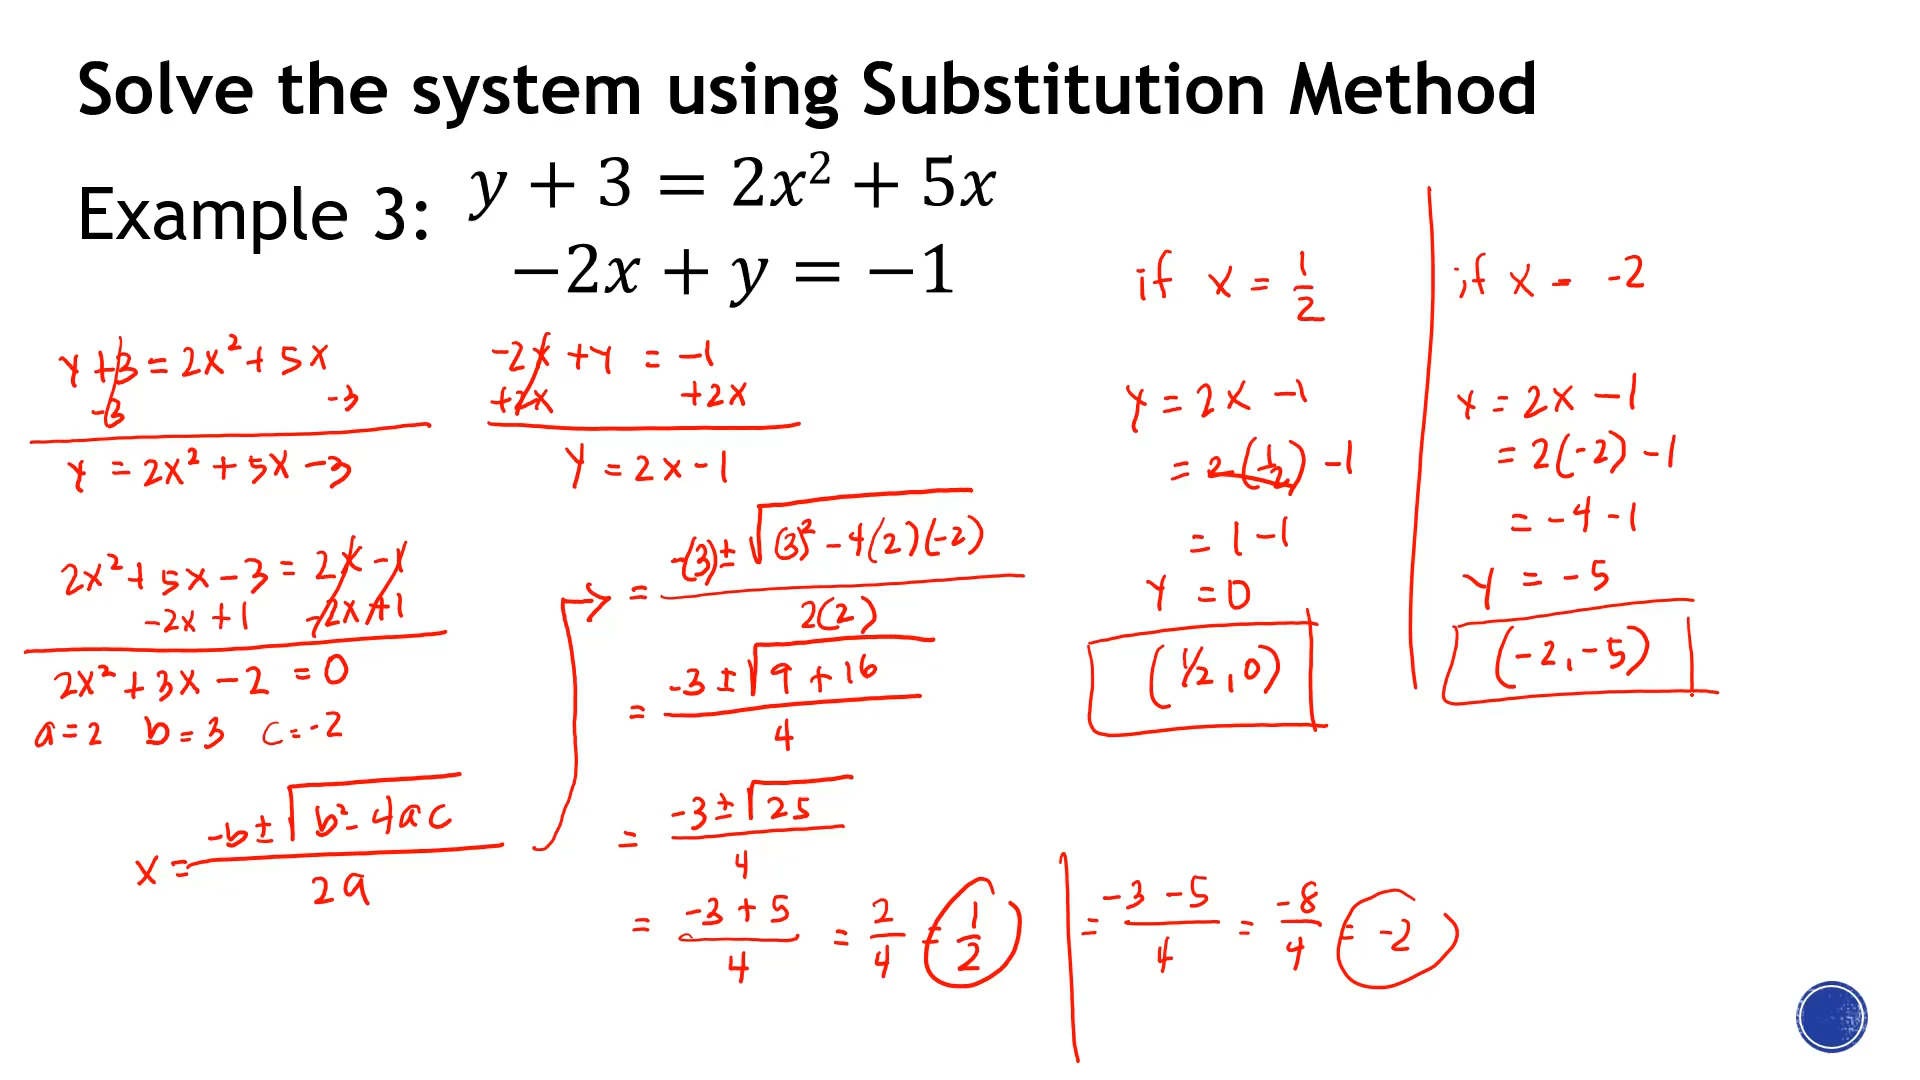 Solve the system using Substitution Method
Example 3:
y + 3 = 2x² + 5x
−2x + y = −1
y + 3 = 2x² + 5x
-3 -3
y = 2x² + 5x - 3
2x² + 5x - 3 = 2x - 1
-2x + 1 -2x + 1
2x² + 3x - 2 = 0
a = 2 b = 3 c = -2
x = (-b ± √(b² - 4ac)) / 2a
-2x + y = -1
+2x +2x
y = 2x - 1
= (-(3) ± √((3)² - 4(2)(-2))) / 2(2)
= (-3 ± √(9 + 16)) / 4
= (-3 ± √25) / 4
= (-3 + 5) / 4 = 2/4 = 1/2
= (-3 - 5) / 4 = -8/4 = -2
if x = 1/2
y = 2x - 1
= 2(1/2) - 1
= 1 - 1
y = 0
(1/2, 0)
if x = -2
y = 2x - 1
= 2(-2) - 1
= -4 - 1
y = -5
(-2, -5)